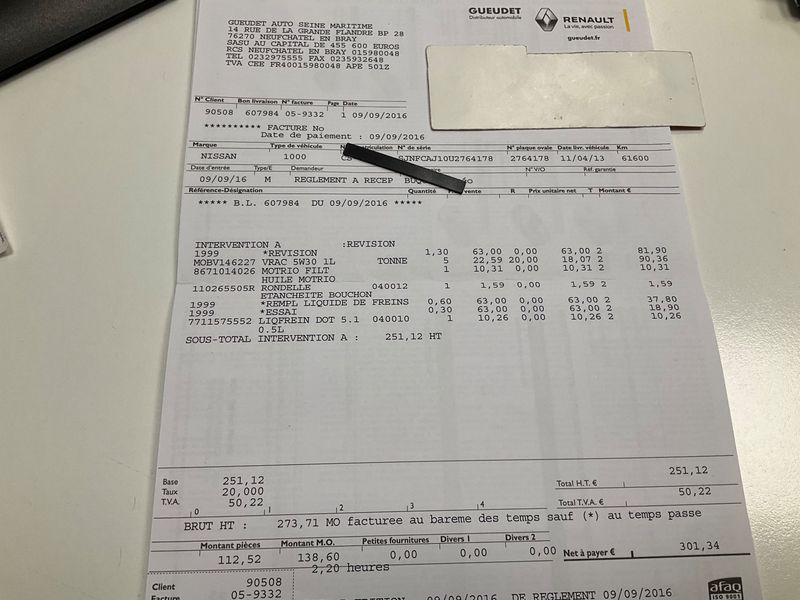 GUEUDET AUTO SEINE MARITIME
14 RUE DE LA GRANDE FLANDRE BP 28
76270 NEUFCHATEL EN BRAY
SASU AU CAPITAL DE 455 600 EUROS
RCS NEUFCHATEL EN BRAY 015980048
TEL 0232975555 FAX 0235932648
TVA CEE FR40015980048 APE 501Z
GUEUDET
Distributeur automobile
RENAULT
La vie, avec passion
gueudet.fr
N° Client Bon livraison N° facture Page Date
90508 607984 05-9332 1 09/09/2016
********** FACTURE No
Date de paiement : 09/09/2016
Marque Type de véhicule N° de série N° plaque ovale Date livr. véhicule Km
NISSAN 1000 SJNFCAJ10U2764178 2764178 11/04/13 61600
Date d'entrée Type/E Demandeur N° V/O Réf. garantie
09/09/16 M REGLEMENT A RECEP
Référence-Désignation Quantité vente R Prix unitaire net T Montant €
***** B.L. 607984 DU 09/09/2016 *****
INTERVENTION A :REVISION
1999 *REVISION 1,30 63,00 0,00 63,00 2 81,90
MOBV146227 VRAC 5W30 1L TONNE 5 22,59 20,00 18,07 2 90,36
8671014026 MOTRIO FILT 1 10,31 0,00 10,31 2 10,31
HUILE MOTRIO
110265505R RONDELLE 040012 1 1,59 0,00 1,59 2 1,59
ETANCHEITE BOUCHON
1999 *REMPL LIQUIDE DE FREINS 0,60 63,00 0,00 63,00 2 37,80
1999 *ESSAI 0,30 63,00 0,00 63,00 2 18,90
7711575552 LIQFREIN DOT 5.1 040010 1 10,26 0,00 10,26 2 10,26
0.5L
SOUS-TOTAL INTERVENTION A : 251,12 HT
Base 251,12
Taux 20,000
T.V.A. 50,22
Total H.T. € 251,12
Total T.V.A. € 50,22
0 1 2 3 4
BRUT HT : 273,71 MO facturee au bareme des temps sauf (*) au temps passe
Montant pièces Montant M.O. Petites fournitures Divers 1 Divers 2
112,52 138,60 0,00 0,00 0,00 Net à payer € 301,34
2,20 heures
Client 90508
Facture 05-9332
EDITION 09/09/2016 DE REGLEMENT 09/09/2016
afaq
ISO 9001